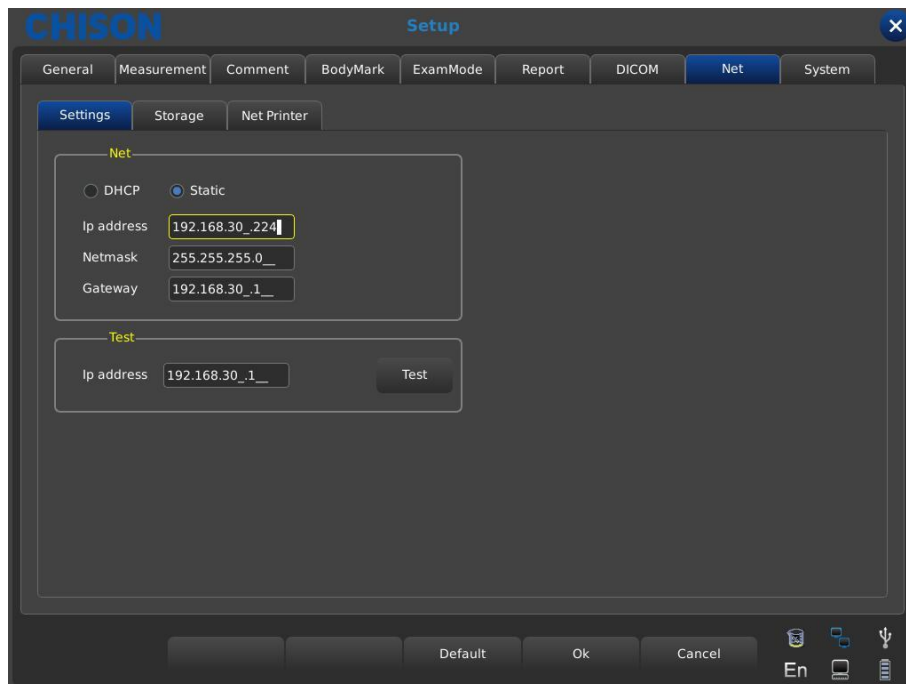 CHISON
Setup
General Measurement Comment BodyMark ExamMode Report DICOM Net System
Settings Storage Net Printer
Net
DHCP Static
Ip address 192.168.30_.224
Netmask 255.255.255.0__
Gateway 192.168.30_.1__
Test
Ip address 192.168.30_.1__ Test
Default Ok Cancel
En